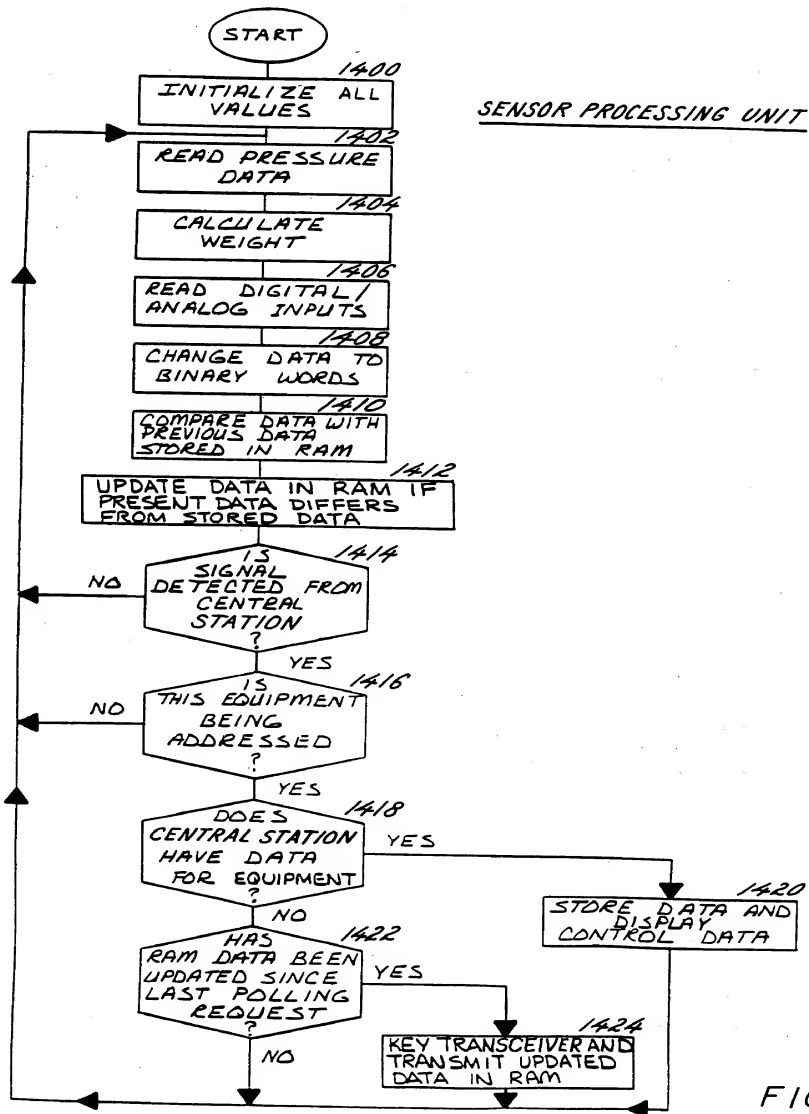 START
1400
INITIALIZE ALL
VALUES
SENSOR PROCESSING UNIT
1402
READ PRESSURE
DATA
1404
CALCULATE
WEIGHT
1406
READ DIGITAL/
ANALOG INPUTS
1408
CHANGE DATA TO
BINARY WORDS
1410
COMPARE DATA WITH
PREVIOUS DATA
STORED IN RAM
1412
UPDATE DATA IN RAM IF
PRESENT DATA DIFFERS
FROM STORED DATA
1414
IS
SIGNAL
DETECTED FROM
CENTRAL
STATION
?
NO
YES
1416
IS
THIS EQUIPMENT
BEING
ADDRESSED
?
NO
YES
1418
DOES
CENTRAL STATION
HAVE DATA
FOR EQUIPMENT
?
YES
NO
1420
STORE DATA AND
DISPLAY
CONTROL DATA
1422
HAS
RAM DATA BEEN
UPDATED SINCE
LAST POLLING
REQUEST
?
YES
NO
1424
KEY TRANSCEIVER AND
TRANSMIT UPDATED
DATA IN RAM